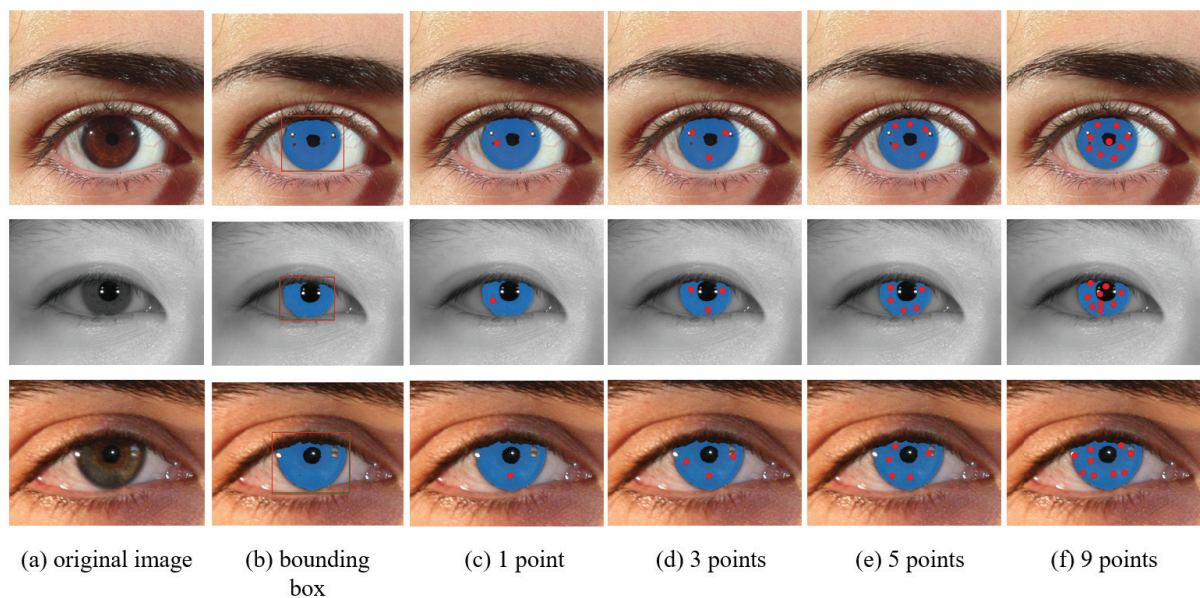 (a) original image
(b) bounding
box
(c) 1 point
(d) 3 points
(e) 5 points
(f) 9 points